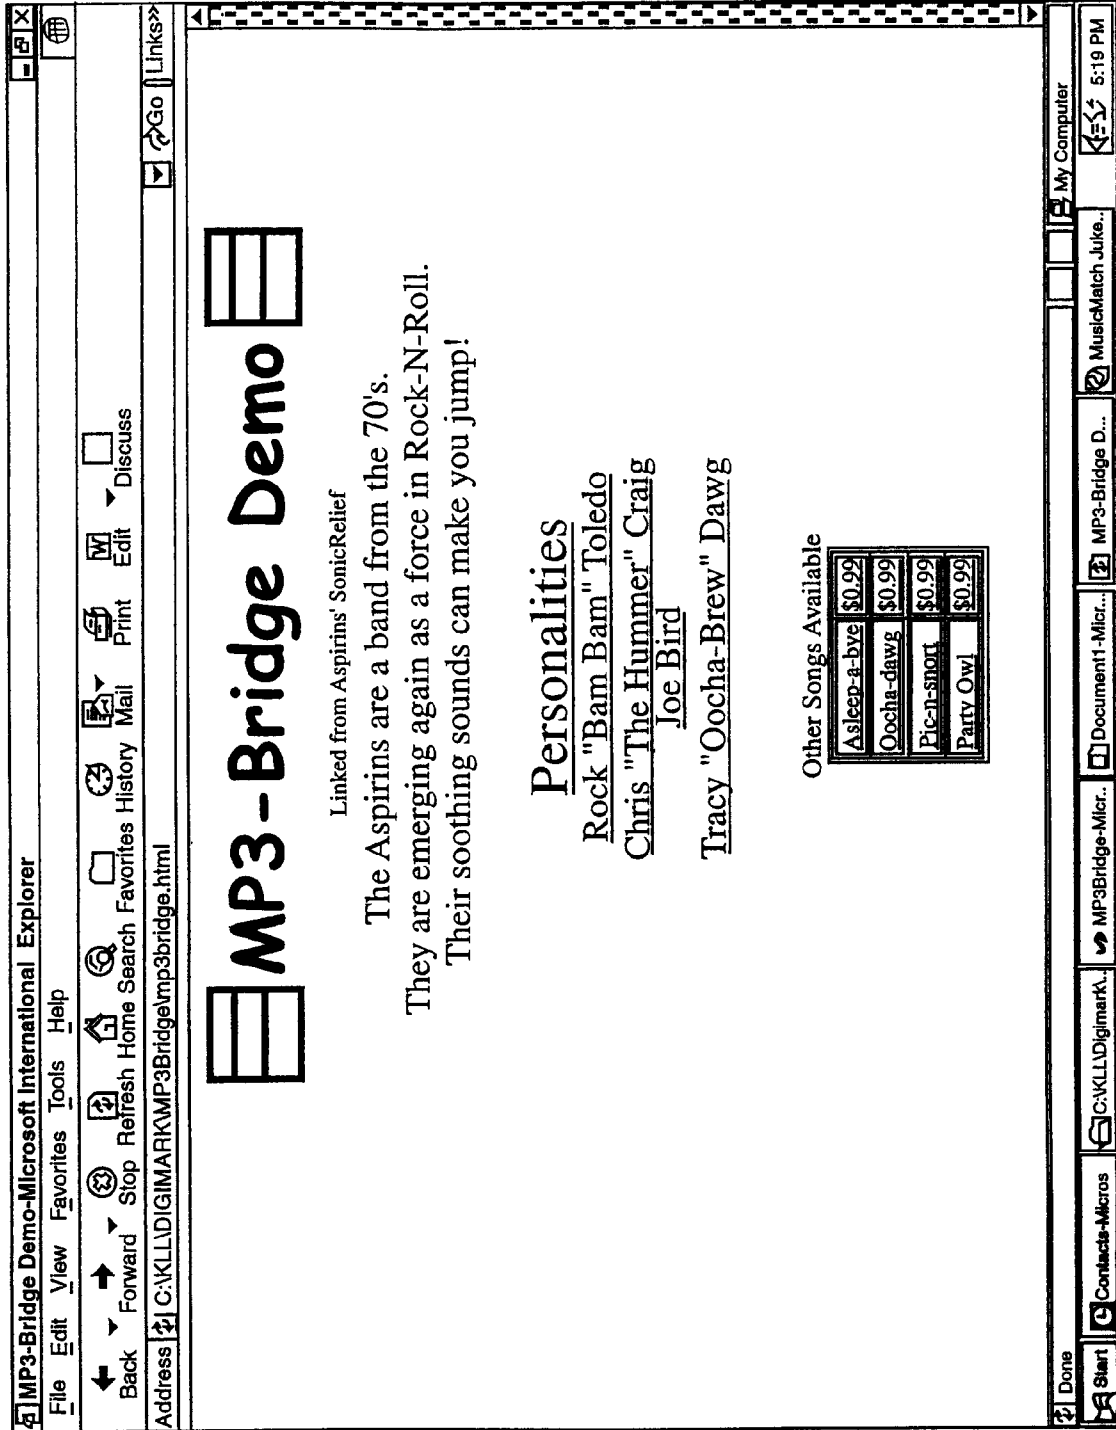 MP3-Bridge Demo-Microsoft International Explorer
File Edit View Favorites Tools Help
Back Forward Stop Refresh Home Search Favorites History Mail Print Edit Discuss
Address C:\KLL\DIGIMARK\MP3Bridge\mp3bridge.html Go Links»
MP3-Bridge Demo
Linked from Aspirins' SonicRelief
The Aspirins are a band from the 70's.
They are emerging again as a force in Rock-N-Roll.
Their soothing sounds can make you jump!
Personalities
Rock "Bam Bam" Toledo
Chris "The Hummer" Craig
Joe Bird
Tracy "Oocha-Brew" Dawg
Other Songs Available
Asleep-a-bye $0.99
Oocha-dawg $0.99
Pic-n-snort $0.99
Party Owl $0.99
Done My Computer
Start Contacts-Micros C:\KLL\Digimark\.. MP3Bridge-Micr.. Document1-Micr... MP3-Bridge D... MusicMatch Juke.. 5:19 PM